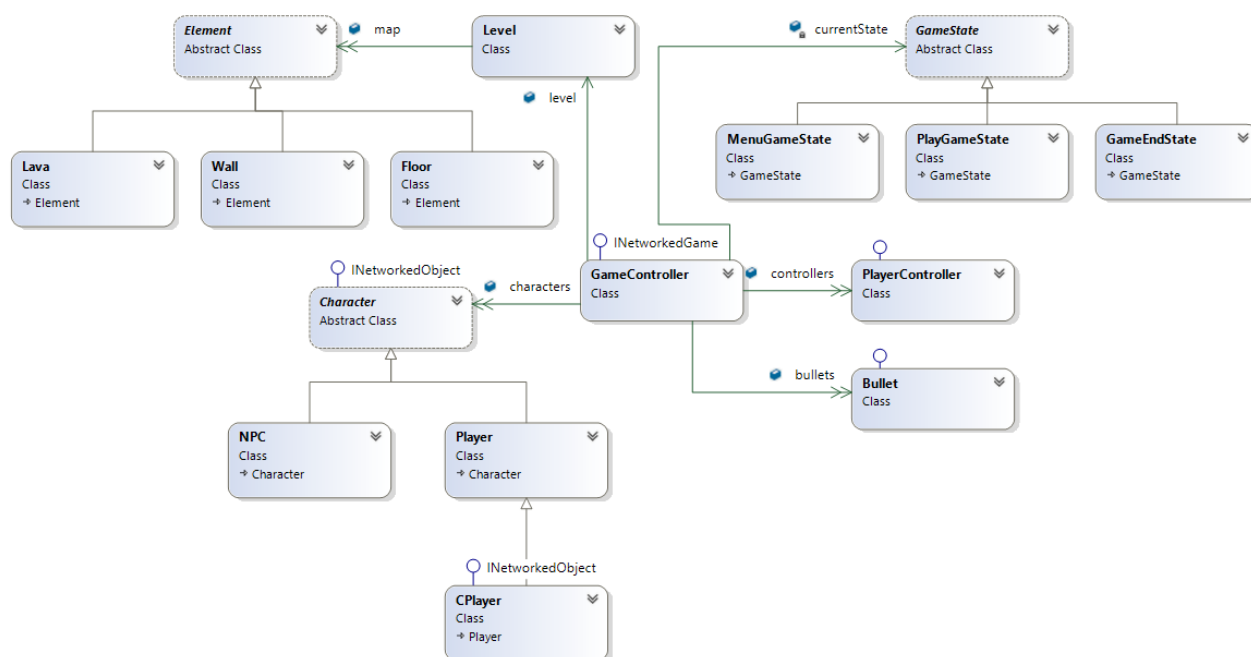 Element
Abstract Class
map
Level
Class
currentState
GameState
Abstract Class
level
Lava
Class
Element
Wall
Class
Element
Floor
Class
Element
MenuGameState
Class
GameState
PlayGameState
Class
GameState
GameEndState
Class
GameState
INetworkedGame
INetworkedObject
characters
GameController
Class
controllers
PlayerController
Class
Character
Abstract Class
bullets
Bullet
Class
NPC
Class
Character
Player
Class
Character
INetworkedObject
CPlayer
Class
Player